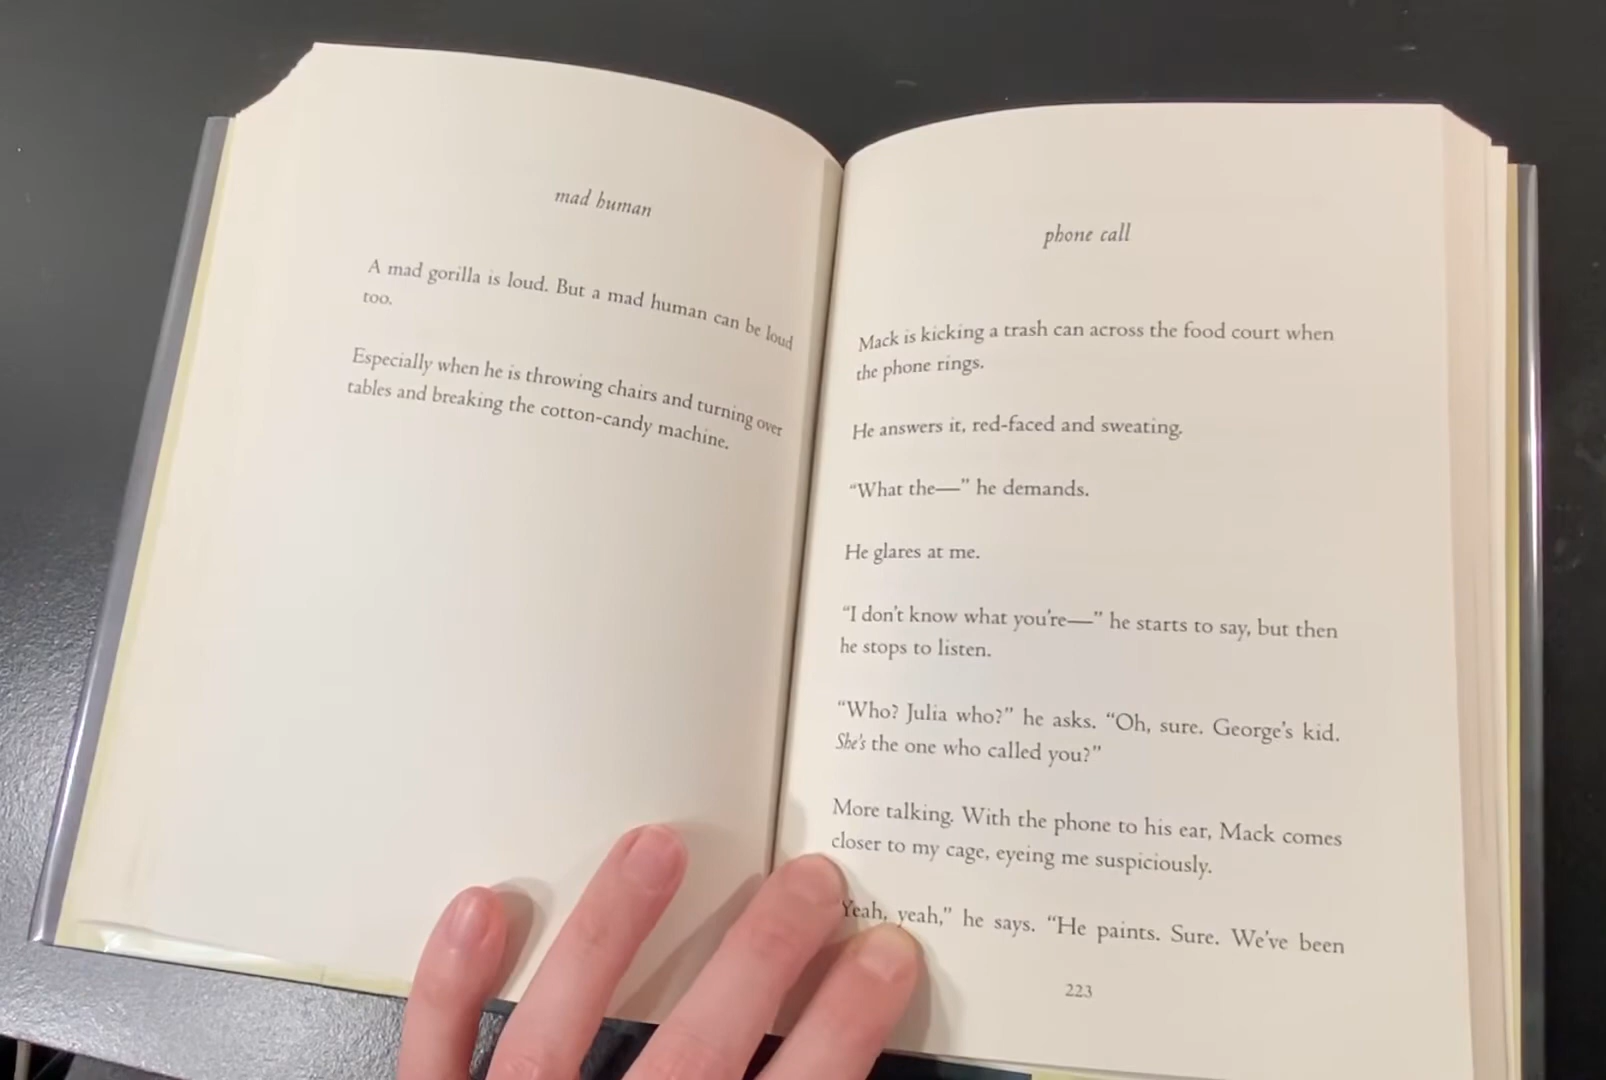 mad human
A mad gorilla is loud. But a mad human can be loud
too.
Especially when he is throwing chairs and turning over
tables and breaking the cotton-candy machine.
phone call
Mack is kicking a trash can across the food court when
the phone rings.
He answers it, red-faced and sweating.
“What the—” he demands.
He glares at me.
“I don’t know what you’re—” he starts to say, but then
he stops to listen.
“Who? Julia who?” he asks. “Oh, sure. George’s kid.
She’s the one who called you?”
More talking. With the phone to his ear, Mack comes
closer to my cage, eyeing me suspiciously.
Yeah, yeah,” he says. “He paints. Sure. We’ve been
223